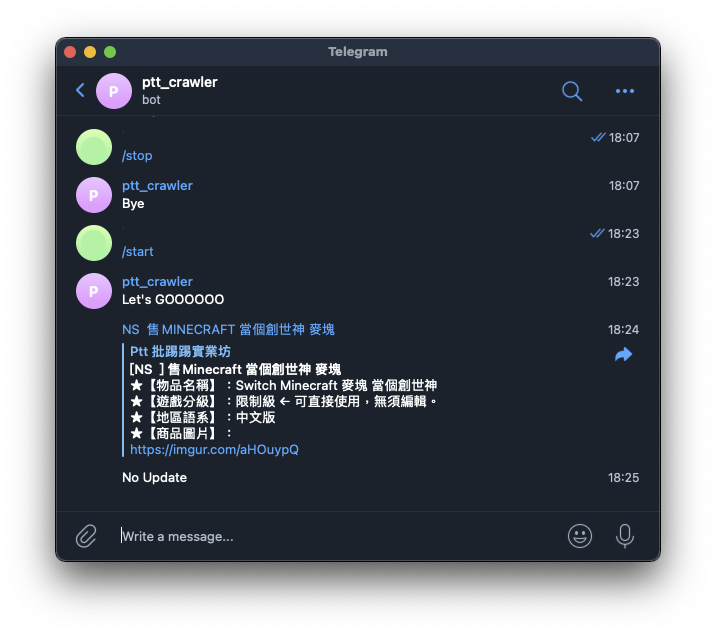 Telegram
P
ptt_crawler
bot
18:07
/stop
P
ptt_crawler
18:07
Bye
18:23
/start
P
ptt_crawler
18:23
Let's GOOOOOO
NS 售 MINECRAFT 當個創世神 麥塊
18:24
Ptt 批踢踢實業坊
[NS ] 售 Minecraft 當個創世神 麥塊
★【物品名稱】：Switch Minecraft 麥塊 當個創世神
★【遊戲分級】：限制級 ← 可直接使用，無須編輯。
★【地區語系】：中文版
★【商品圖片】：
https://imgur.com/aHOuypQ
No Update
18:25
Write a message...